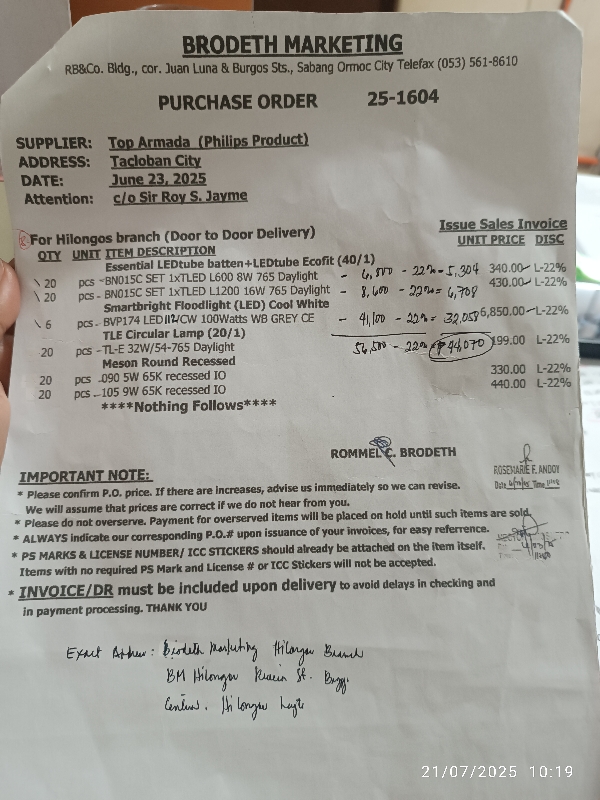 BRODETH MARKETING
RB&Co. Bldg., cor. Juan Luna & Burgos Sts., Sabang Ormoc City Telefax (053) 561-8610
PURCHASE ORDER 25-1604
SUPPLIER: Top Armada (Philips Product)
ADDRESS: Tacloban City
DATE: June 23, 2025
Attention: c/o Sir Roy S. Jayme
Issue Sales Invoice
For Hilongos branch (Door to Door Delivery)
QTY UNIT ITEM DESCRIPTION UNIT PRICE DISC
Essential LEDtube batten+LEDtube Ecofit (40/1)
20 pcs - BN015C SET 1xTLED L600 8W 765 Daylight - 6,800 - 22% = 5,304 340.00 L-22%
20 pcs - BN015C SET 1xTLED L1200 16W 765 Daylight - 8,600 - 22% = 6,708 430.00 L-22%
Smartbright Floodlight (LED) Cool White
6 pcs - BVP174 LED112/CW 100Watts WB GREY CE - 41,100 - 22% = 32,058 6,850.00 L-22%
TLE Circular Lamp (20/1)
56,500 - 22% = ₱44,070
20 pcs - TL-E 32W/54-765 Daylight 199.00 L-22%
Meson Round Recessed
20 pcs - 090 5W 65K recessed IO 330.00 L-22%
20 pcs - 105 9W 65K recessed IO 440.00 L-22%
****Nothing Follows****
ROMMEL C. BRODETH
ROSEMARIE F. ANDOY
Date Time
IMPORTANT NOTE:
* Please confirm P.O. price. If there are increases, advise us immediately so we can revise.
We will assume that prices are correct if we do not hear from you.
* Please do not overserve. Payment for overserved items will be placed on hold until such items are sold.
* ALWAYS indicate our corresponding P.O.# upon issuance of your invoices, for easy referrence.
* PS MARKS & LICENSE NUMBER/ ICC STICKERS should already be attached on the item itself.
Items with no required PS Mark and License # or ICC Stickers will not be accepted.
* INVOICE/DR must be included upon delivery to avoid delays in checking and
in payment processing. THANK YOU
Exact Address: Brodeth Marketing Hilongos Branch
BM Hilongos St. Brgy.
Central. Hilongos Leyte
21/07/2025 10:19